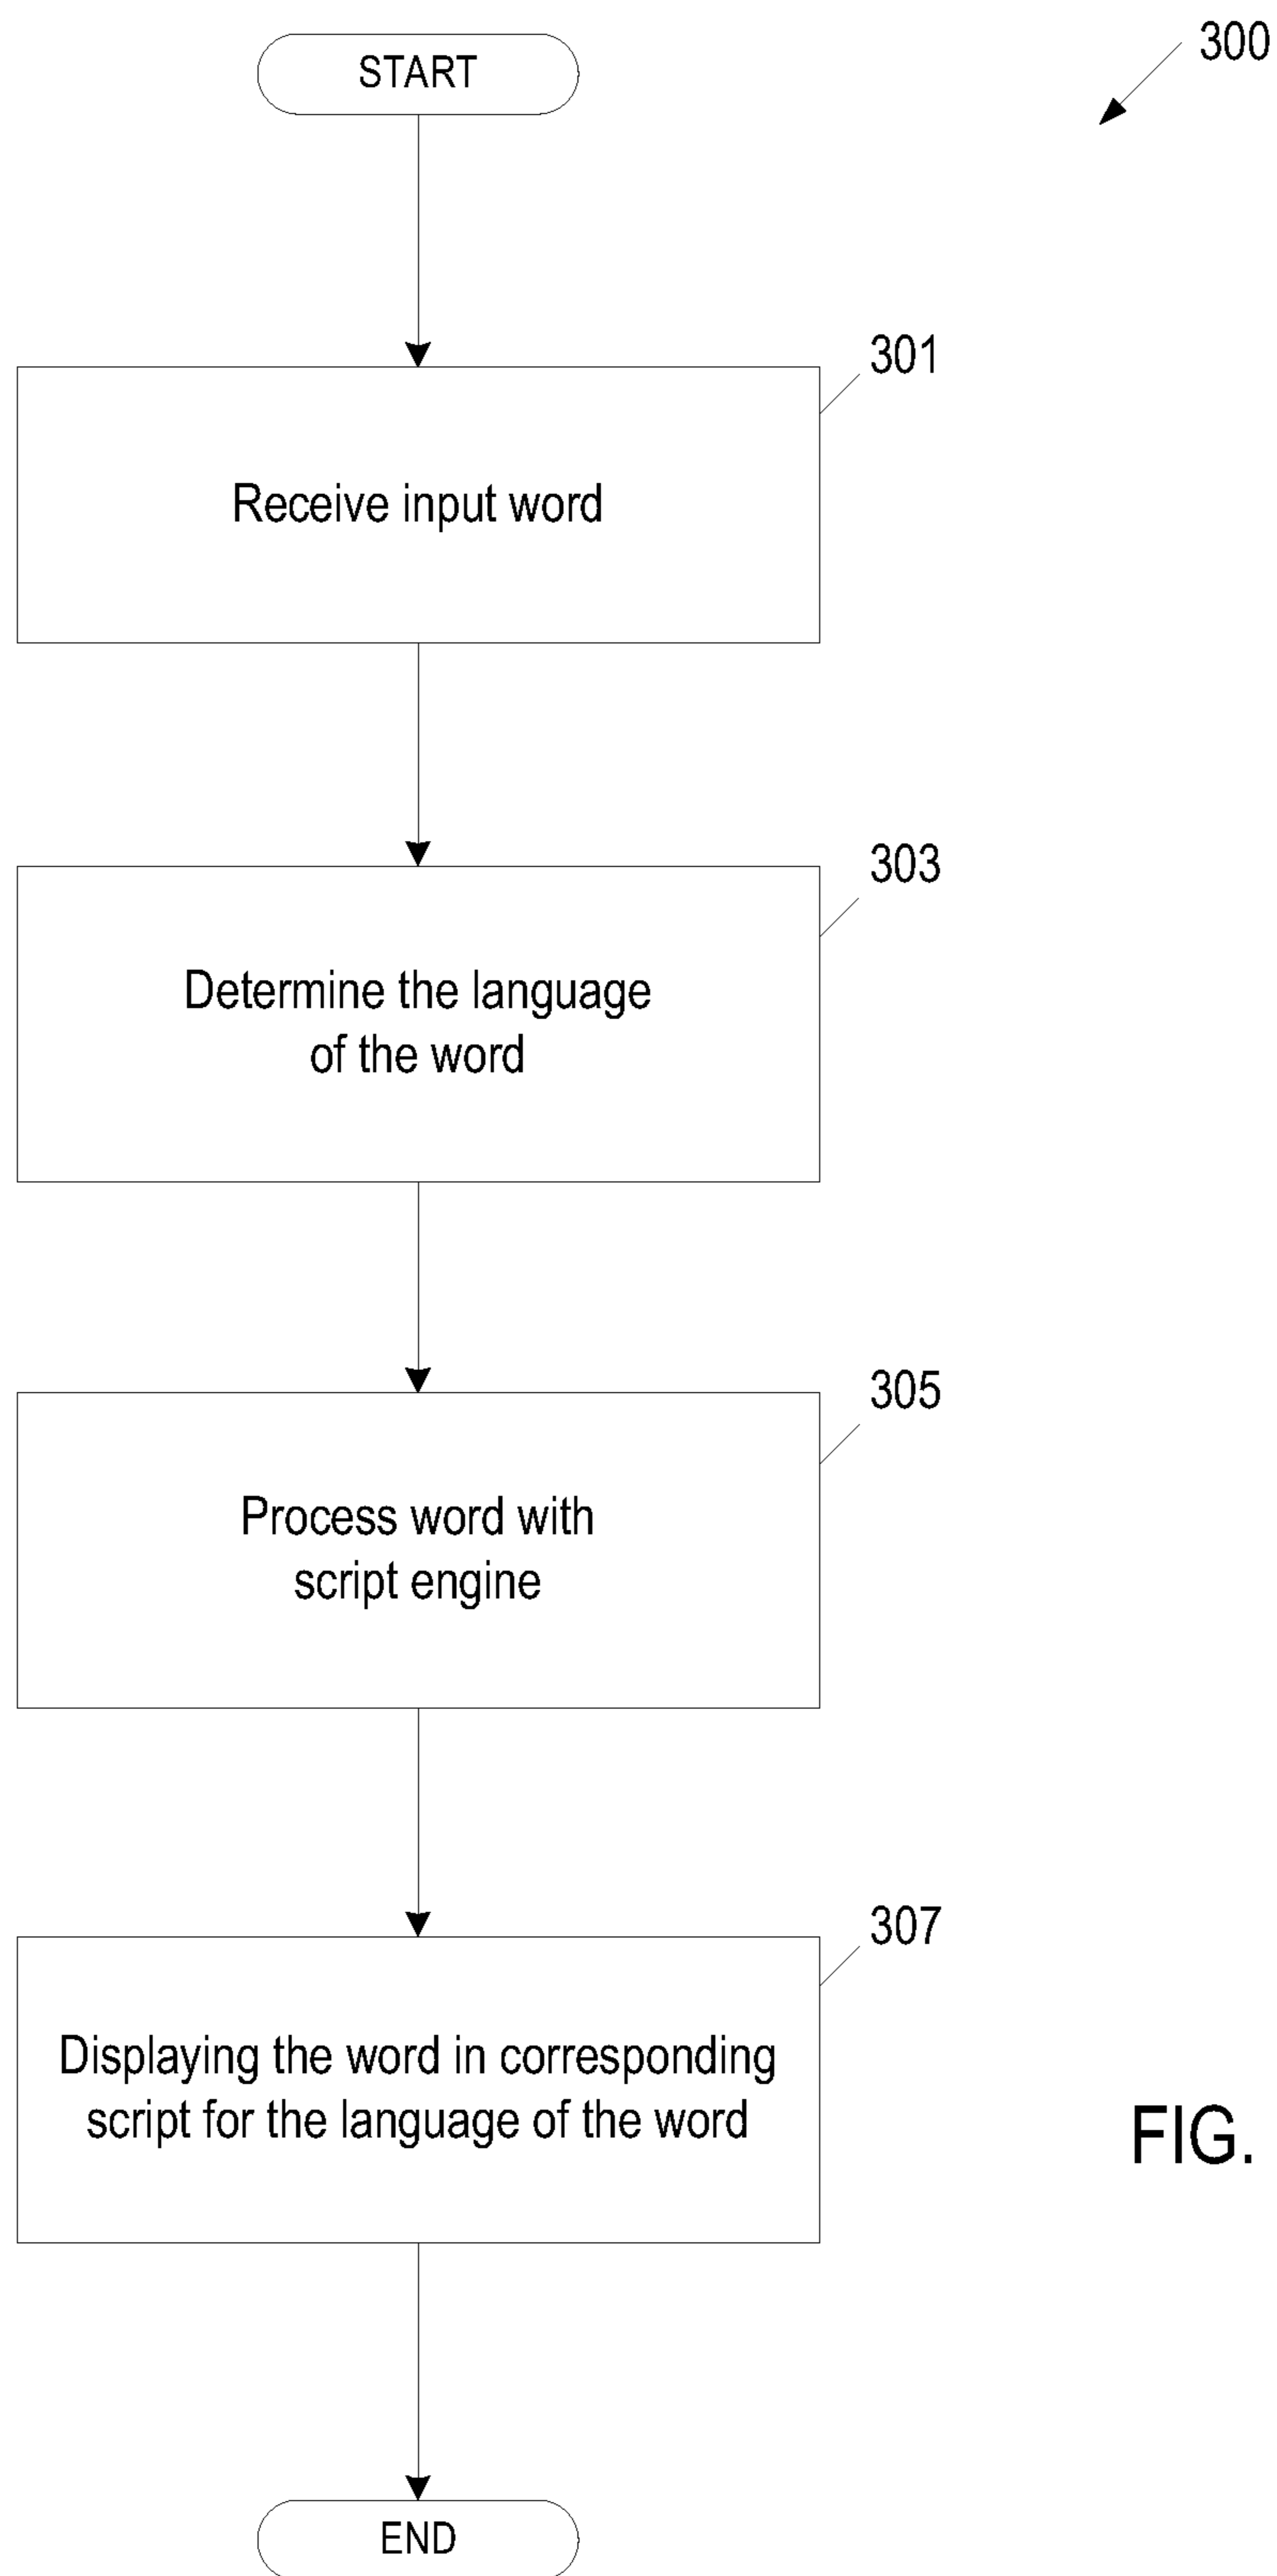 START
300
301
Receive input word
303
Determine the language
of the word
305
Process word with
script engine
307
Displaying the word in corresponding
script for the language of the word
FIG.
END